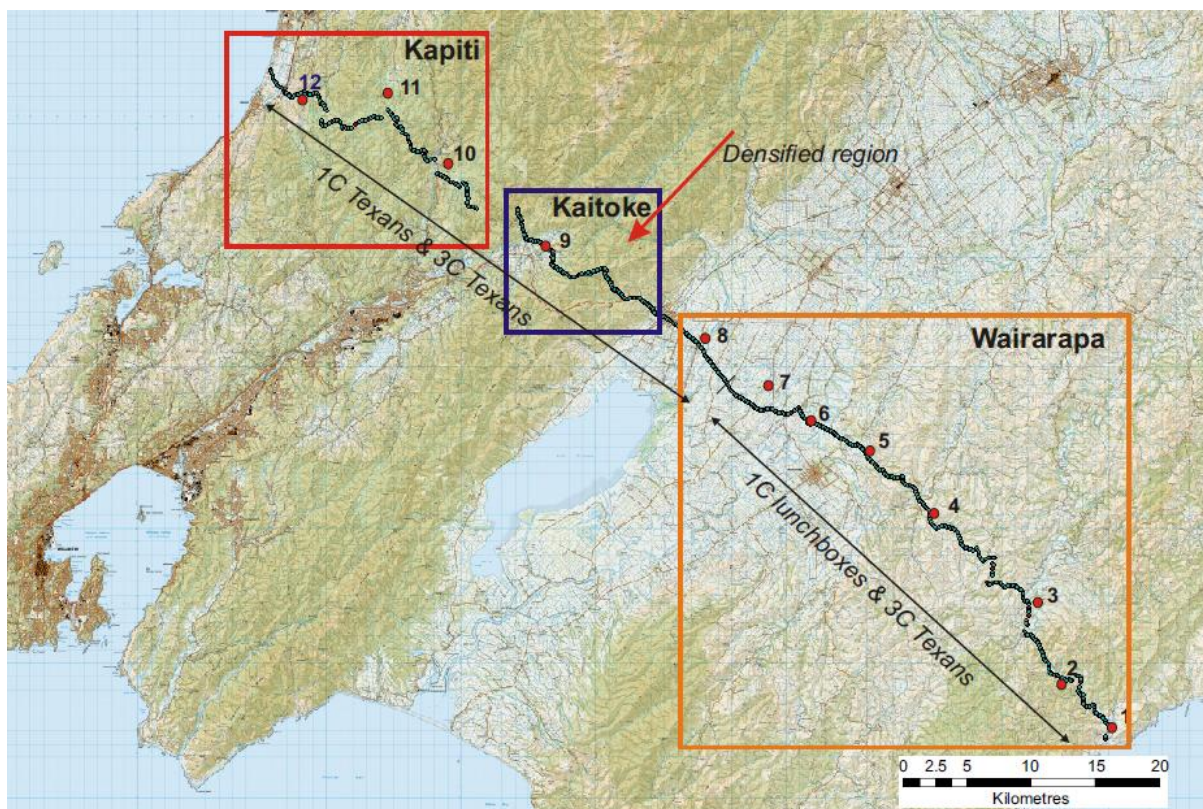 Kapiti
12
11
10
1C Texans & 3C Texans
Densified region
Kaitoke
9
8
Wairarapa
7
6
5
4
3
2
1
1C lunchboxes & 3C Texans
0 2.5 5 10 15 20
Kilometres